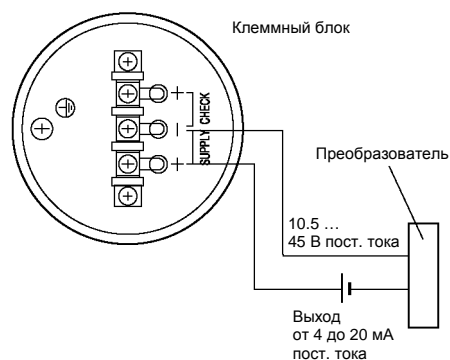 Клеммный блок
+
CHECK
–
SUPPLY
+
Преобразователь
10.5 ...
45 В пост. тока
Выход
от 4 до 20 мА
пост. тока